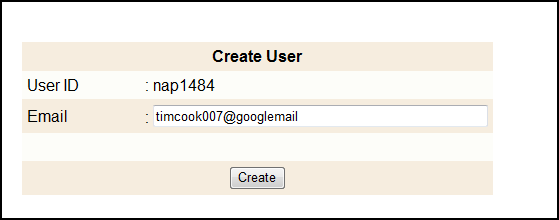 Create User
User ID : nap1484
Email : timcook007@googlemail
Create